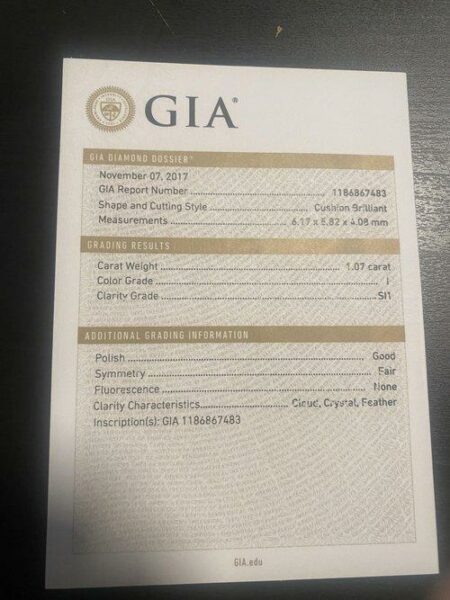 GIA®
GIA DIAMOND DOSSIER®
November 07, 2017
GIA Report Number 1186867483
Shape and Cutting Style Cushion Brilliant
Measurements 6.17 x 5.82 x 4.08 mm
GRADING RESULTS
Carat Weight 1.07 carat
Color Grade I
Clarity Grade SI1
ADDITIONAL GRADING INFORMATION
Polish Good
Symmetry Fair
Fluorescence None
Clarity Characteristics Cloud, Crystal, Feather
Inscription(s): GIA 1186867483
GIA.edu